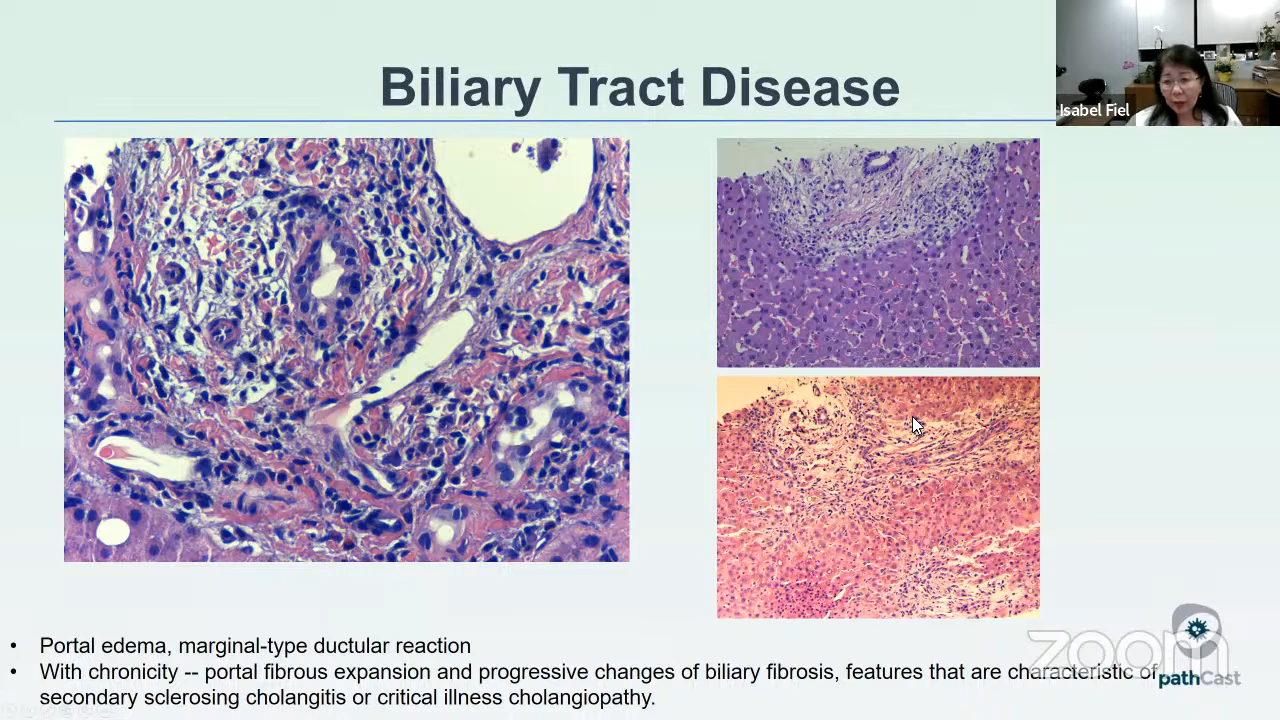 Biliary Tract Disease
Isabel Fiel
• Portal edema, marginal-type ductular reaction
• With chronicity -- portal fibrous expansion and progressive changes of biliary fibrosis, features that are characteristic of
secondary sclerosing cholangitis or critical illness cholangiopathy.
zoom
pathCast